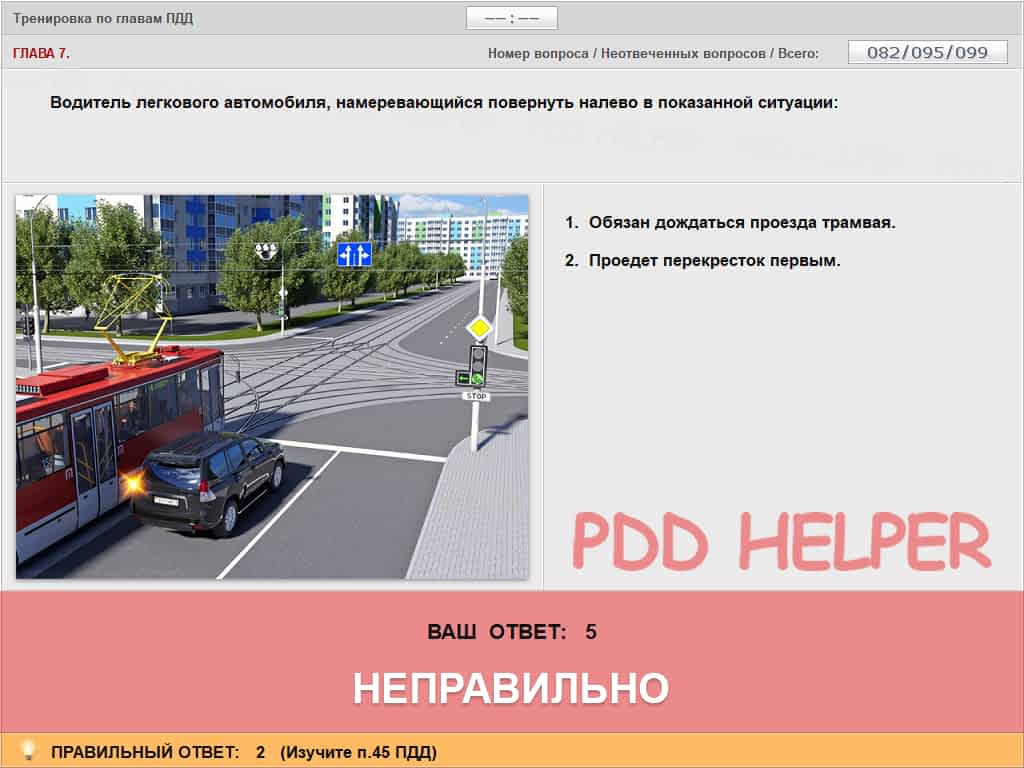 Тренировка по главам ПДД
—— : ——
ГЛАВА 7.
Номер вопроса / Неотвеченных вопросов / Всего:
082/095/099
Водитель легкового автомобиля, намеревающийся повернуть налево в показанной ситуации:
1. Обязан дождаться проезда трамвая.
2. Проедет перекресток первым.
STOP
PDD HELPER
ВАШ ОТВЕТ: 5
НЕПРАВИЛЬНО
ПРАВИЛЬНЫЙ ОТВЕТ: 2 (Изучите п.45 ПДД)